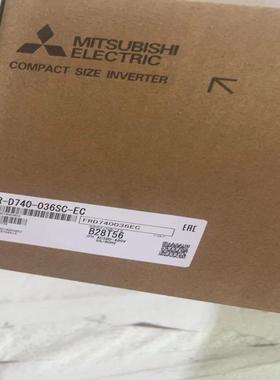 MITSUBISHI
ELECTRIC
COMPACT SIZE INVERTER
-D740-036SC-EC
FRD740036EC
B28T56
EAC